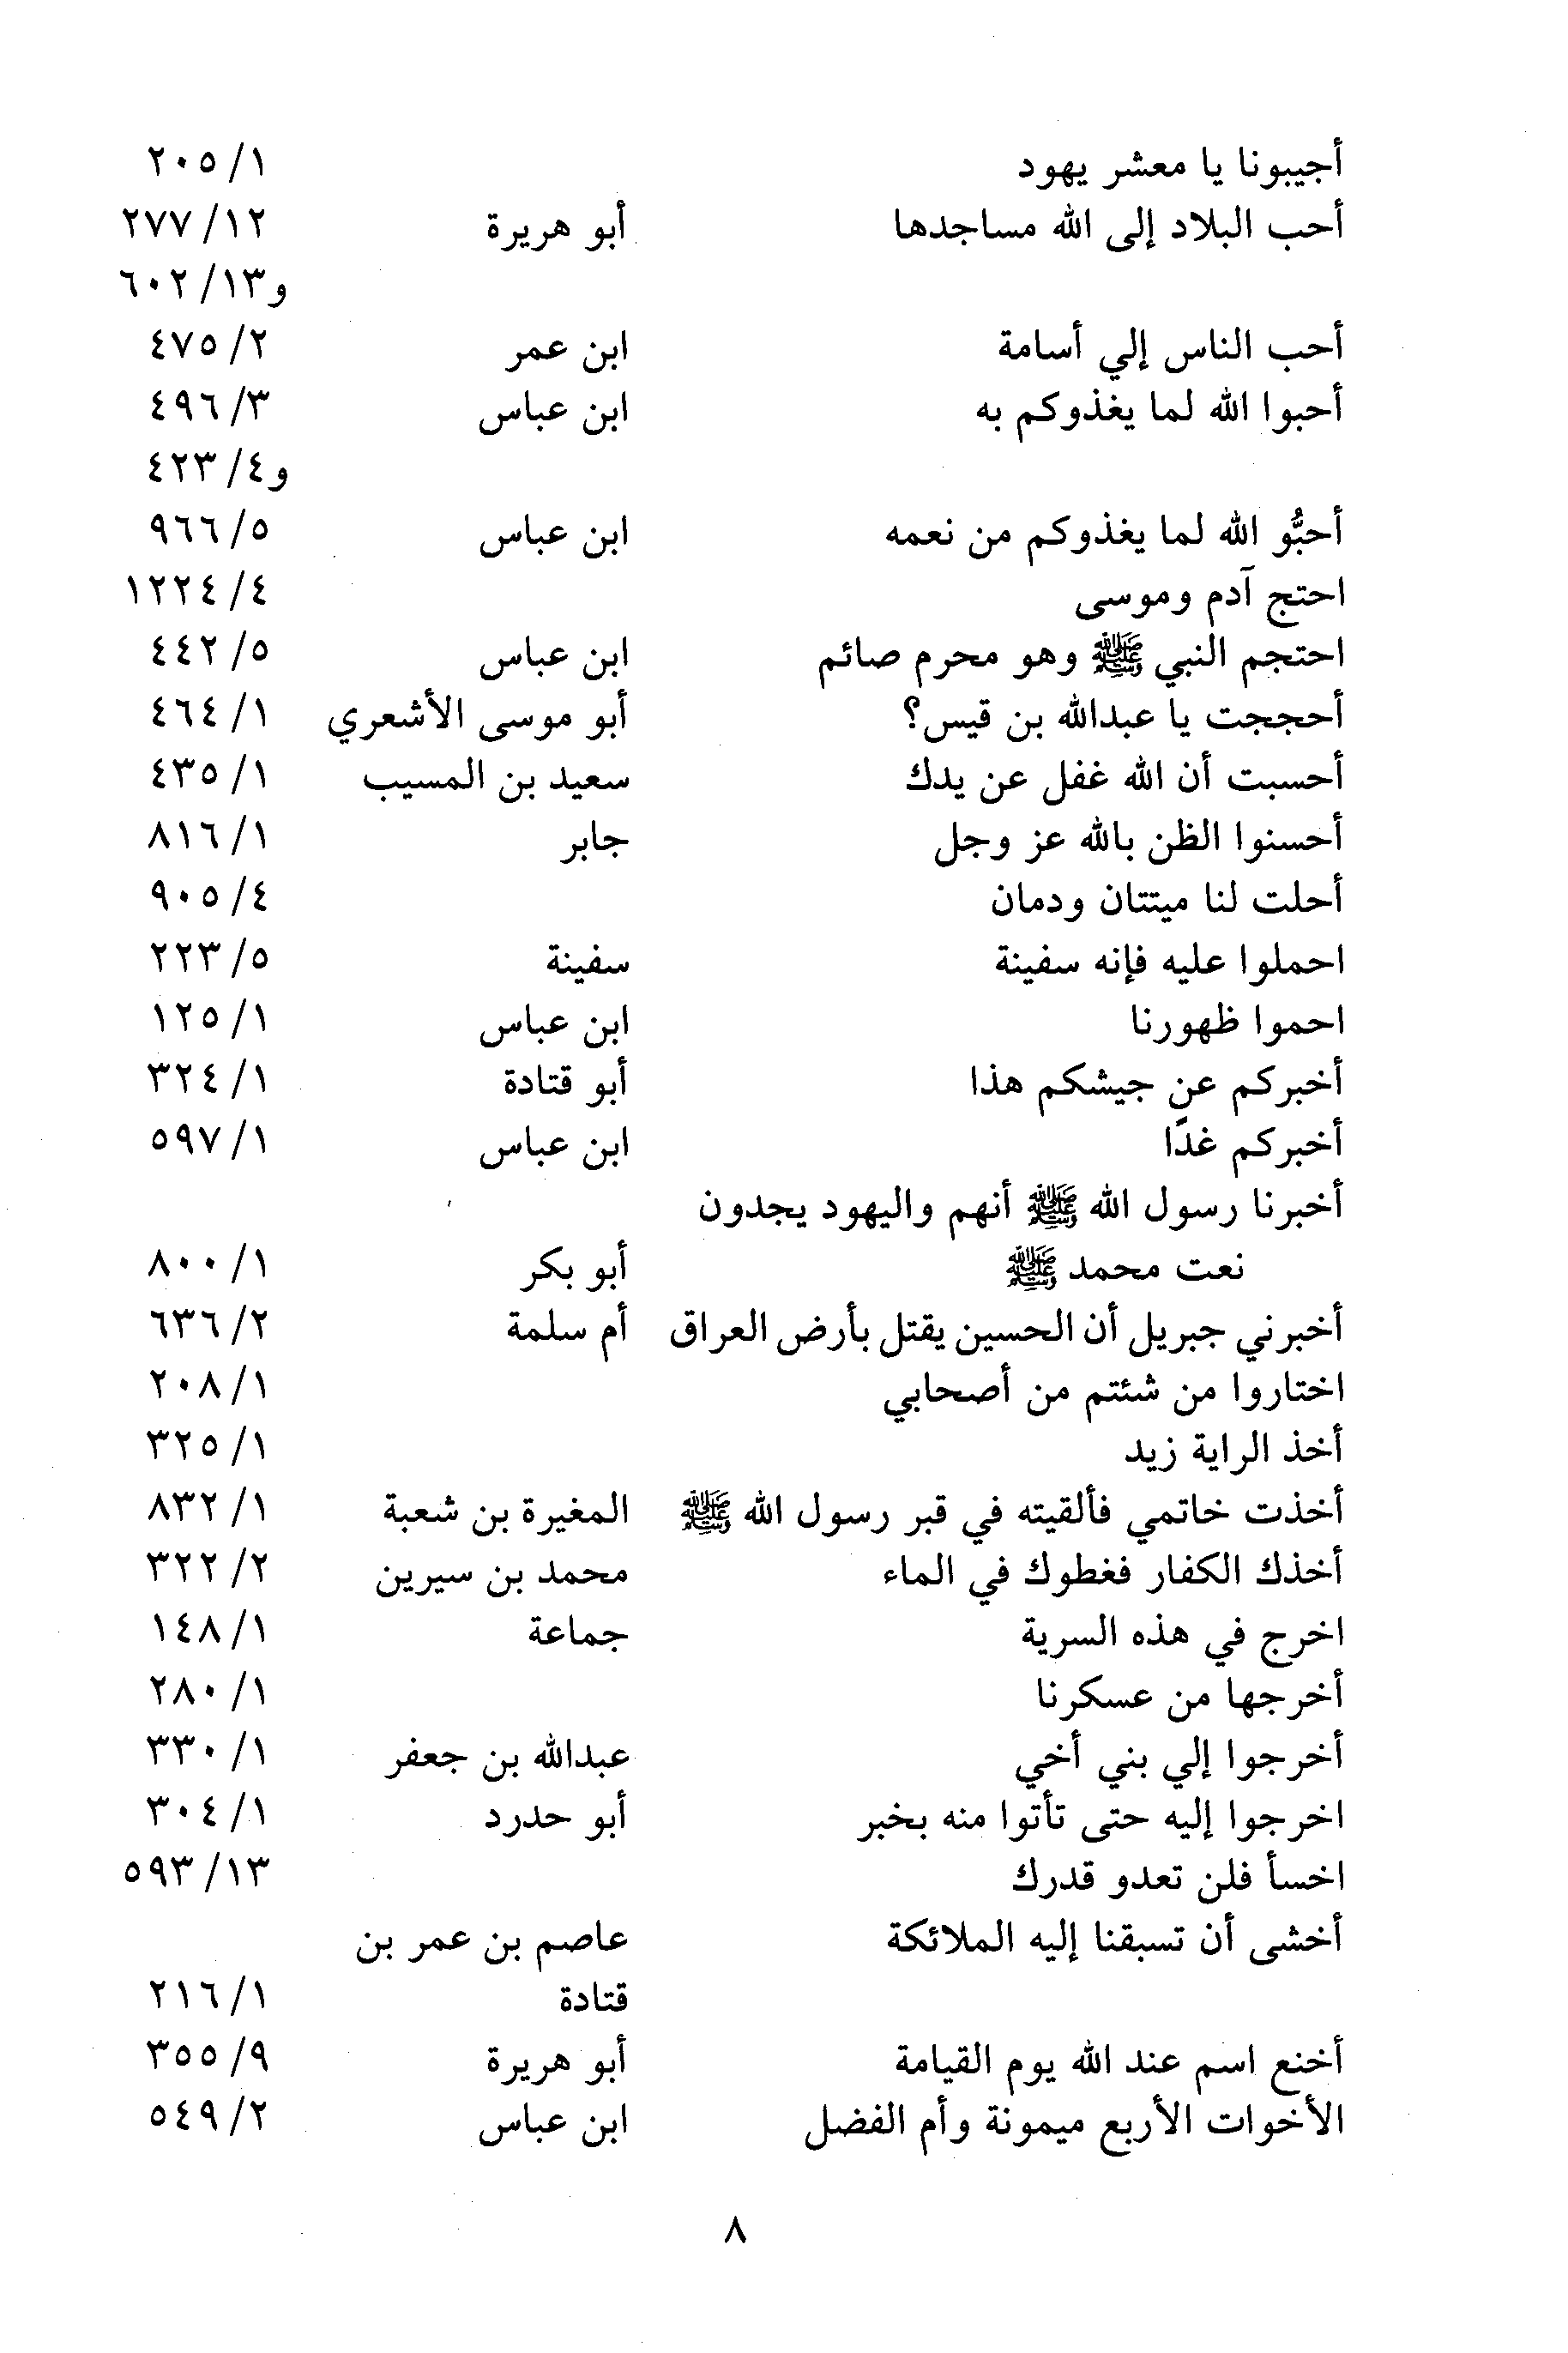 أجيبونا يا معشر يهود ١/ ٢٠٥
أحب البلاد إلى الله مساجدها أبو هريرة ١٢/ ٢٧٧
و١٣/ ٦٠٢
أحب الناس إلي أسامة ابن عمر ٢/ ٤٧٥
أحبوا الله لما يغذوكم به ابن عباس ٣/ ٤٩٦
و٤/ ٤٢٣
أحبُّو الله لما يغذوكم من نعمه ابن عباس ٥/ ٩٦٦
احتج آدم وموسى ٤/ ١٢٢٤
احتجم النبي ﷺ وهو محرم صائم ابن عباس ٥/ ٤٤٢
أحججت يا عبدالله بن قيس؟ أبو موسى الأشعري ١/ ٤٦٤
أحسبت أن الله غفل عن يدك سعيد بن المسيب ١/ ٤٣٥
أحسنوا الظن بالله عز وجل جابر ١/ ٨١٦
أحلت لنا ميتتان ودمان ٤/ ٩٠٥
احملوا عليه فإنه سفينة سفينة ٥/ ٢٢٣
احموا ظهورنا ابن عباس ١/ ١٢٥
أخبركم عن جيشكم هذا أبو قتادة ١/ ٣٢٤
أخبركم غدًا ابن عباس ١/ ٥٩٧
أخبرنا رسول الله ﷺ أنهم واليهود يجدون
نعت محمد ﷺ أبو بكر ١/ ٨٠٠
أخبرني جبريل أن الحسين يقتل بأرض العراق أم سلمة ٢/ ٦٣٦
اختاروا من شئتم من أصحابي ١/ ٢٠٨
أخذ الراية زيد ١/ ٣٢٥
أخذت خاتمي فألقيته في قبر رسول الله ﷺ المغيرة بن شعبة ١/ ٨٣٢
أخذك الكفار فغطوك في الماء محمد بن سيرين ٢/ ٣٢٢
اخرج في هذه السرية جماعة ١/ ١٤٨
أخرجها من عسكرنا ١/ ٢٨٠
أخرجوا إلي بني أخي عبدالله بن جعفر ١/ ٣٣٠
اخرجوا إليه حتى تأتوا منه بخبر أبو حدرد ١/ ٣٠٤
اخسأ فلن تعدو قدرك ١٣/ ٥٩٣
أخشى أن تسبقنا إليه الملائكة عاصم بن عمر بن
قتادة ١/ ٢١٦
أخنع اسم عند الله يوم القيامة أبو هريرة ٩/ ٣٥٥
الأخوات الأربع ميمونة وأم الفضل ابن عباس ٢/ ٥٤٩
٨